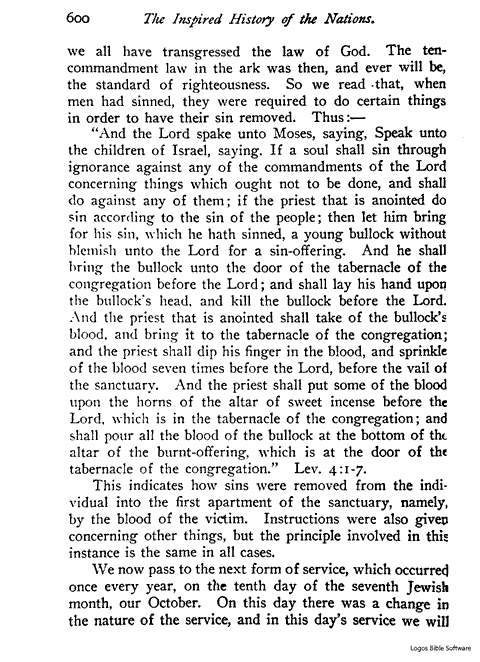 600 The Inspired History of the Nations.
we all have transgressed the law of God. The ten-
commandment law in the ark was then, and ever will be,
the standard of righteousness. So we read that, when
men had sinned, they were required to do certain things
in order to have their sin removed. Thus:—
"And the Lord spake unto Moses, saying, Speak unto
the children of Israel, saying. If a soul shall sin through
ignorance against any of the commandments of the Lord
concerning things which ought not to be done, and shall
do against any of them; if the priest that is anointed do
sin according to the sin of the people; then let him bring
for his sin, which he hath sinned, a young bullock without
blemish unto the Lord for a sin-offering. And he shall
bring the bullock unto the door of the tabernacle of the
congregation before the Lord; and shall lay his hand upon
the bullock's head, and kill the bullock before the Lord.
And the priest that is anointed shall take of the bullock's
blood, and bring it to the tabernacle of the congregation;
and the priest shall dip his finger in the blood, and sprinkle
of the blood seven times before the Lord, before the vail of
the sanctuary. And the priest shall put some of the blood
upon the horns of the altar of sweet incense before the
Lord, which is in the tabernacle of the congregation; and
shall pour all the blood of the bullock at the bottom of the
altar of the burnt-offering, which is at the door of the
tabernacle of the congregation." Lev. 4:1-7.
This indicates how sins were removed from the indi-
vidual into the first apartment of the sanctuary, namely,
by the blood of the victim. Instructions were also given
concerning other things, but the principle involved in this
instance is the same in all cases.
We now pass to the next form of service, which occurred
once every year, on the tenth day of the seventh Jewish
month, our October. On this day there was a change in
the nature of the service, and in this day's service we will
Logos Bible Software